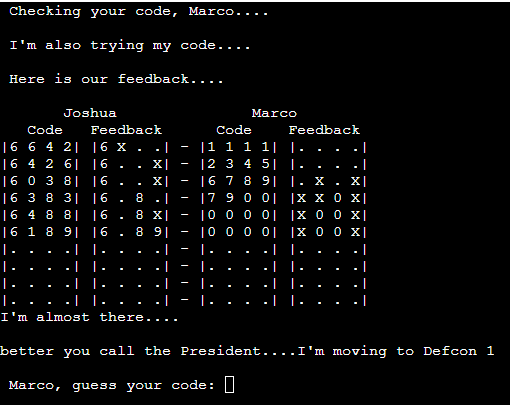 Checking your code, Marco....
I'm also trying my code....
Here is our feedback....
Joshua Marco
Code Feedback Code Feedback
|6 6 4 2| |6 X . .| - |1 1 1 1| |. . . .|
|6 4 2 6| |6 . . X| - |2 3 4 5| |. . . .|
|6 0 3 8| |6 . . X| - |6 7 8 9| |. X . X|
|6 3 8 3| |6 . 8 .| - |7 9 0 0| |X X 0 X|
|6 4 8 8| |6 . 8 X| - |0 0 0 0| |X 0 0 X|
|6 1 8 9| |6 . 8 9| - |0 0 0 0| |X 0 0 X|
|. . . .| |. . . .| - |. . . .| |. . . .|
|. . . .| |. . . .| - |. . . .| |. . . .|
|. . . .| |. . . .| - |. . . .| |. . . .|
|. . . .| |. . . .| - |. . . .| |. . . .|
I'm almost there....
better you call the President....I'm moving to Defcon 1
Marco, guess your code: